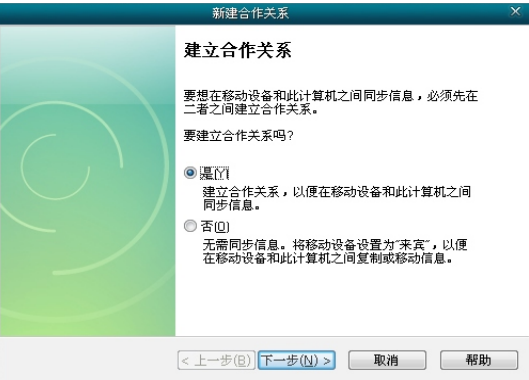 新建合作关系
建立合作关系
要想在移动设备和此计算机之间同步信息，必须先在
二者之间建立合作关系。
要建立合作关系吗?
是(Y)
建立合作关系，以便在移动设备和此计算机之间
同步信息。
否(O)
无需同步信息。将移动设备设置为"来宾"，以便
在移动设备和此计算机之间复制或移动信息。
< 上一步(B) 下一步(N) > 取消 帮助